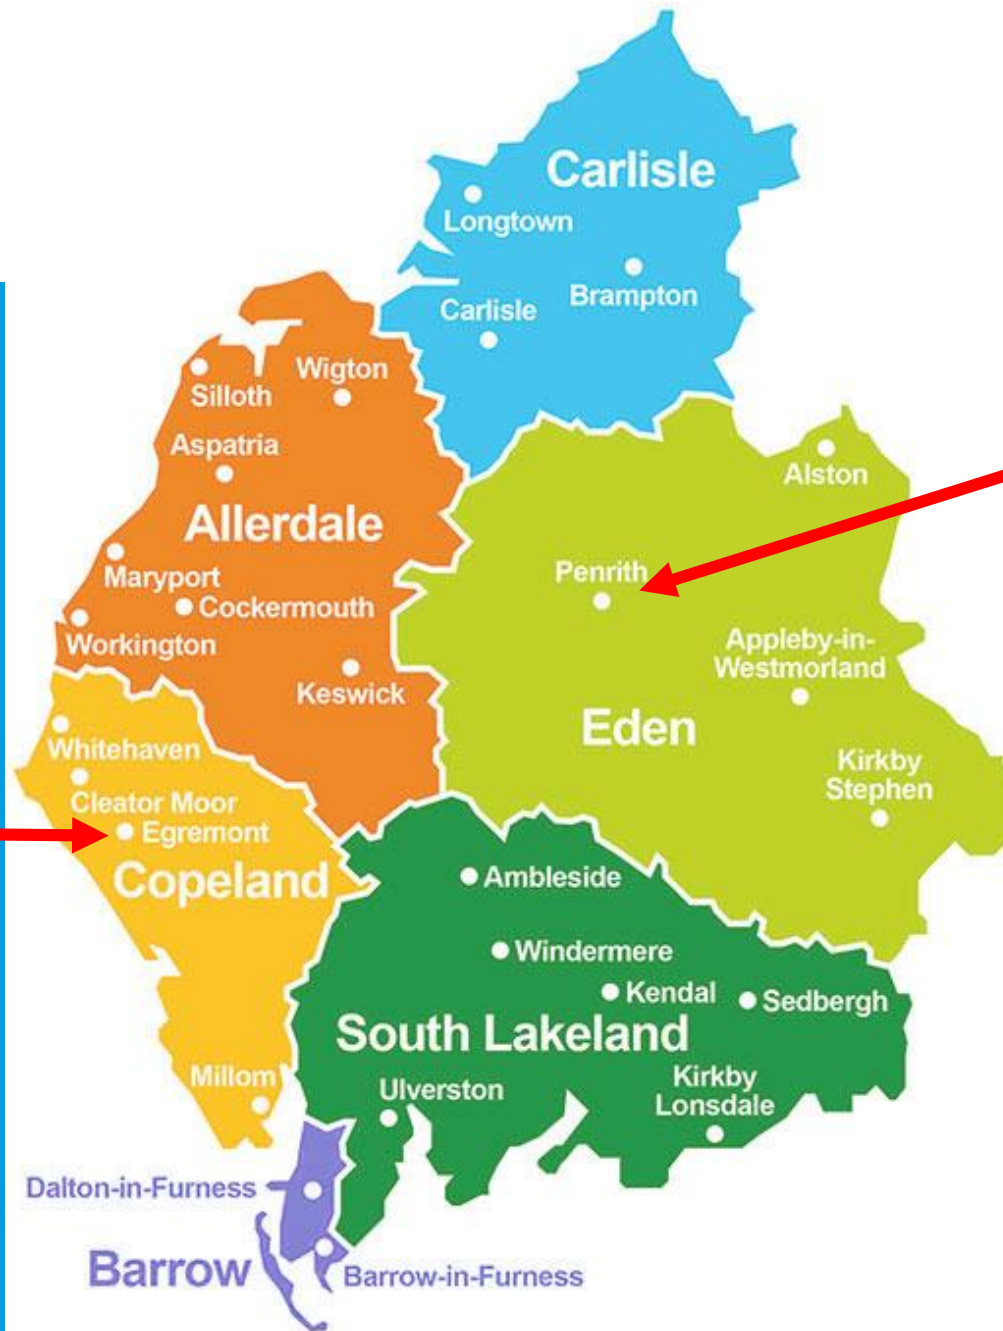 Carlisle
Longtown
Brampton
Carlisle
Wigton
Silloth
Aspatria
Allerdale
Maryport
Cockermouth
Workington
Keswick
Alston
Penrith
Appleby-in-
Westmorland
Eden
Kirkby
Stephen
Whitehaven
Cleator Moor
Egremont
Copeland
Millom
Ambleside
Windermere
Kendal
Sedbergh
South Lakeland
Ulverston
Kirkby
Lonsdale
Dalton-in-Furness
Barrow
Barrow-in-Furness